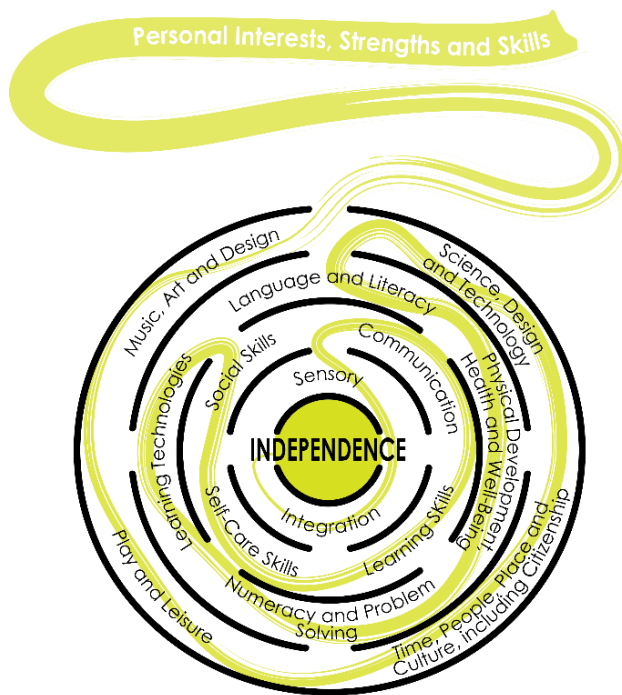 Personal Interests, Strengths and Skills
Music, Art and Design
Science, Design
and Technology
Language and Literacy
Communication
Social Skills
Sensory
Learning Technologies
Physical Development
Health and Well-Being
INDEPENDENCE
Integration
Self-Care Skills
Learning Skills
Numeracy and Problem
Solving
Play and Leisure
Time, People, Place and
Culture, including Citizenship